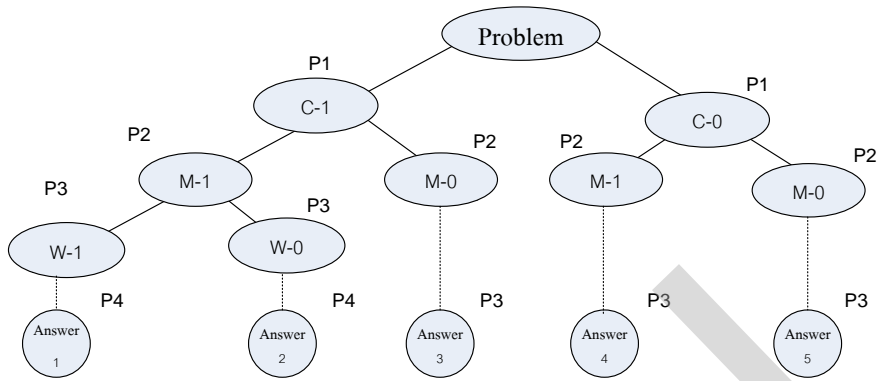 Problem
P1
C-1
P1
C-0
P2
M-1
P2
M-0
P2
M-1
P2
M-0
P3
W-1
P3
W-0
P4
Answer
1
P4
Answer
2
P3
Answer
3
P3
Answer
4
P3
Answer
5